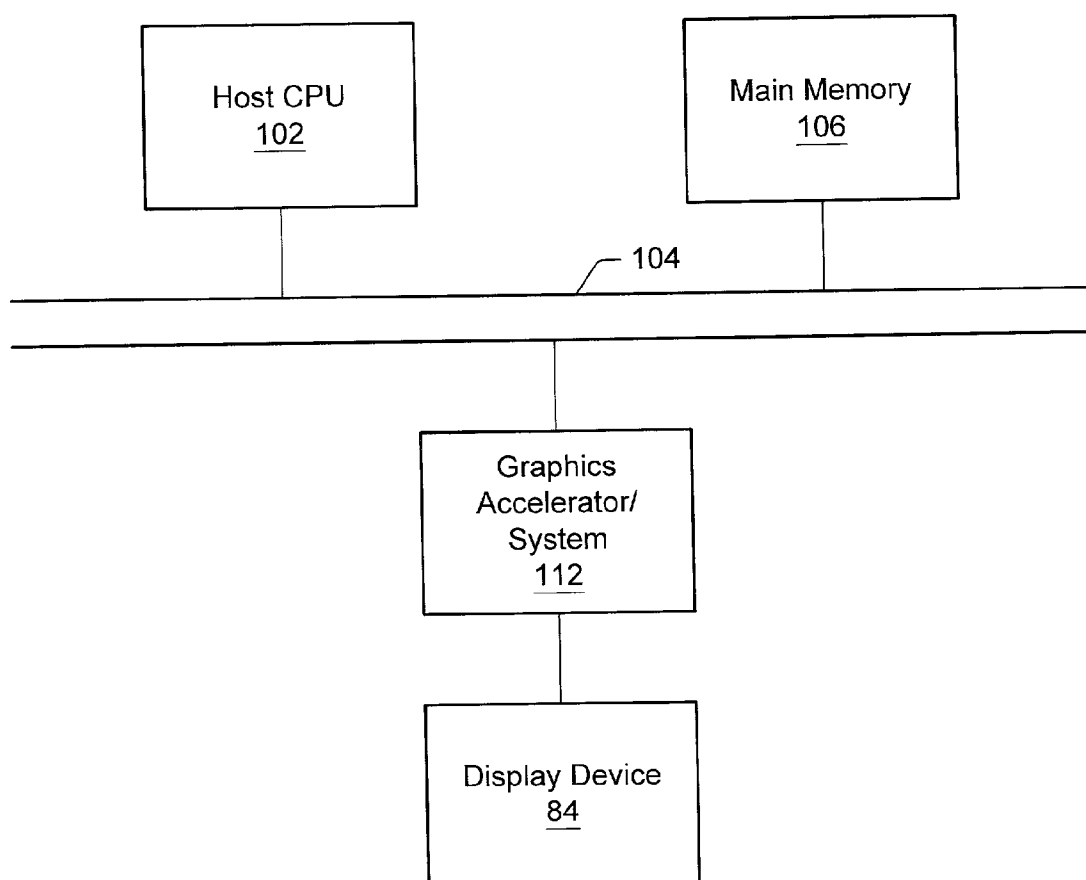 Host CPU
102
Main Memory
106
104
Graphics
Accelerator/
System
112
Display Device
84